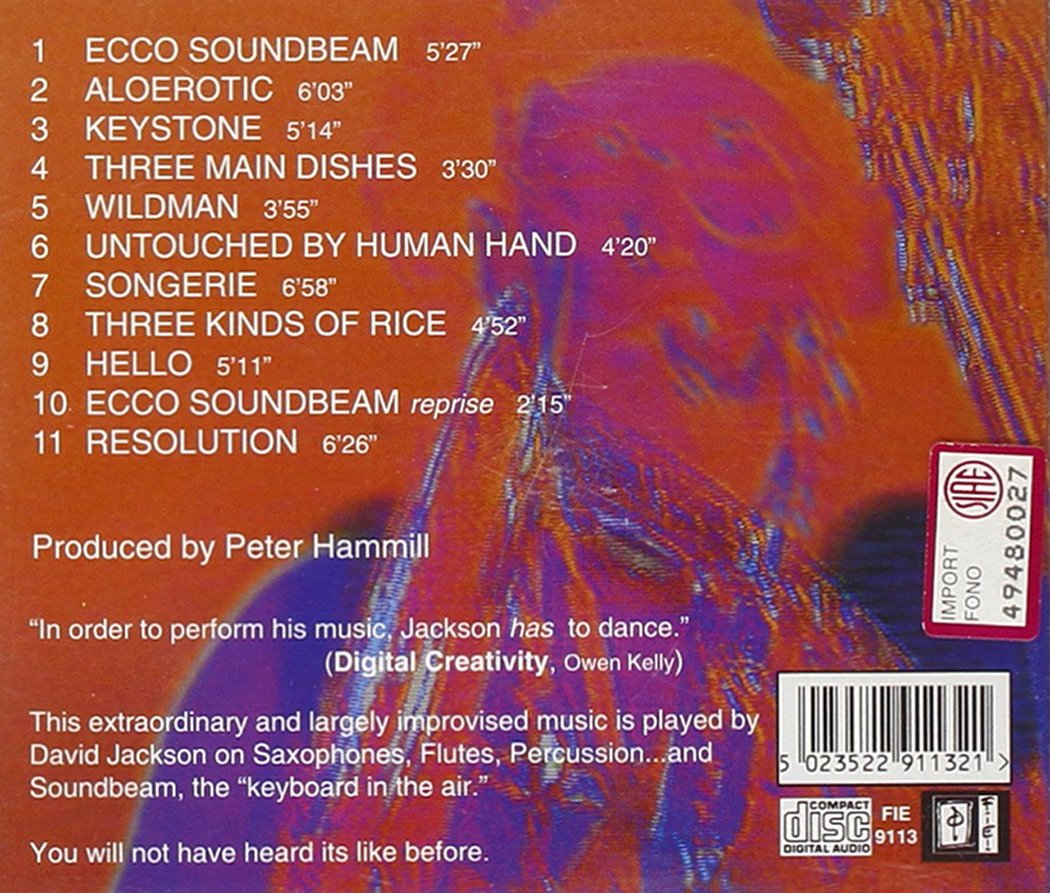 1 ECCO SOUNDBEAM 5’27”
2 ALOEROTIC 6’03”
3 KEYSTONE 5’14”
4 THREE MAIN DISHES 3’30”
5 WILDMAN 3’55”
6 UNTOUCHED BY HUMAN HAND 4’20”
7 SONGERIE 6’58”
8 THREE KINDS OF RICE 4’52”
9 HELLO 5’11”
10 ECCO SOUNDBEAM reprise 2’15”
11 RESOLUTION 6’26”
Produced by Peter Hammill
“In order to perform his music, Jackson has to dance.”
(Digital Creativity, Owen Kelly)
This extraordinary and largely improvised music is played by
David Jackson on Saxophones, Flutes, Percussion...and
Soundbeam, the “keyboard in the air.”
You will not have heard its like before.
SIAE
IMPORT
FONO
49480027
5 023522 911321 >
COMPACT
disc
DIGITAL AUDIO
FIE
9113
FIE!